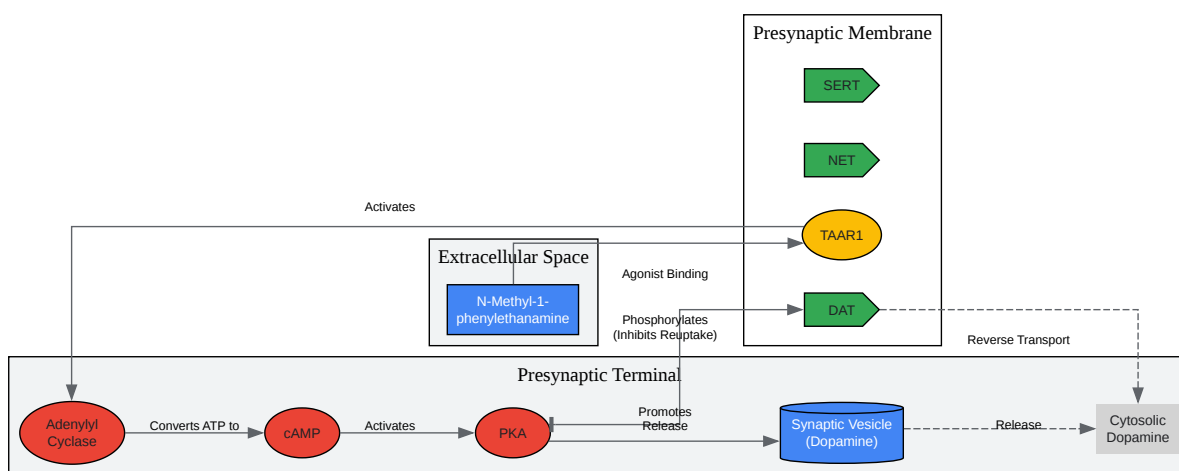 Presynaptic Membrane
SERT
NET
Activates
TAAR1
Extracellular Space
Agonist Binding
N-Methyl-1-
phenylethanamine
DAT
Phosphorylates
(Inhibits Reuptake)
Reverse Transport
Presynaptic Terminal
Adenylyl
Cyclase
Converts ATP to
cAMP
Activates
PKA
Promotes
Release
Synaptic Vesicle
(Dopamine)
Release
Cytosolic
Dopamine